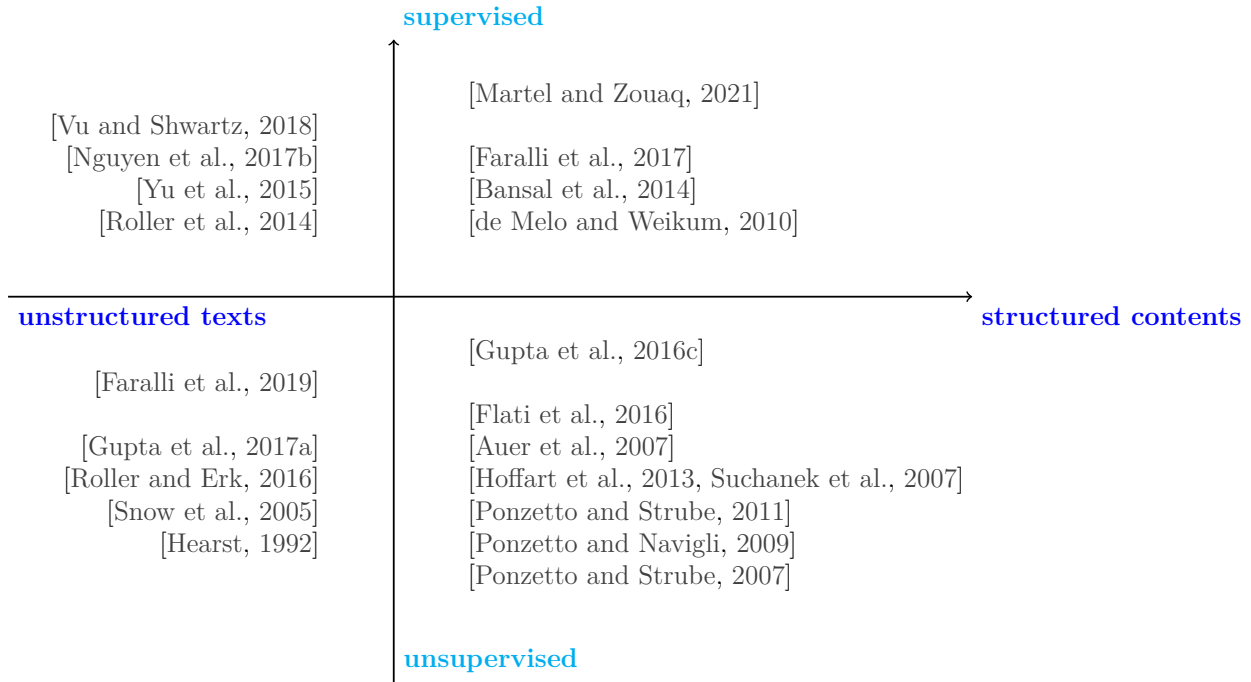 supervised
[Martel and Zouaq, 2021]
[Vu and Shwartz, 2018]
[Nguyen et al., 2017b]
[Faralli et al., 2017]
[Yu et al., 2015]
[Bansal et al., 2014]
[Roller et al., 2014]
[de Melo and Weikum, 2010]
unstructured texts
structured contents
[Gupta et al., 2016c]
[Faralli et al., 2019]
[Flati et al., 2016]
[Gupta et al., 2017a]
[Auer et al., 2007]
[Roller and Erk, 2016]
[Hoffart et al., 2013, Suchanek et al., 2007]
[Snow et al., 2005]
[Ponzetto and Strube, 2011]
[Hearst, 1992]
[Ponzetto and Navigli, 2009]
[Ponzetto and Strube, 2007]
unsupervised